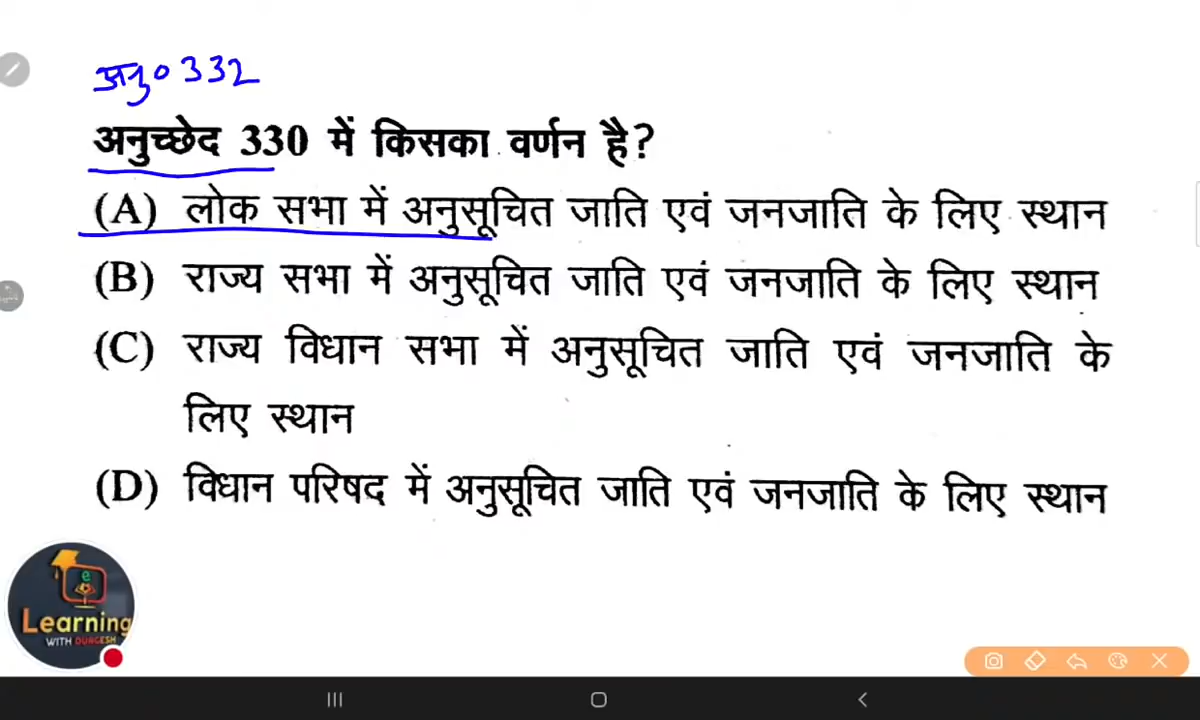 अनु० 332
अनुच्छेद 330 में किसका वर्णन है?
(A) लोक सभा में अनुसूचित जाति एवं जनजाति के लिए स्थान
(B) राज्य सभा में अनुसूचित जाति एवं जनजाति के लिए स्थान
(C) राज्य विधान सभा में अनुसूचित जाति एवं जनजाति के
लिए स्थान
(D) विधान परिषद में अनुसूचित जाति एवं जनजाति के लिए स्थान
e
Learning
WITH DURGESH